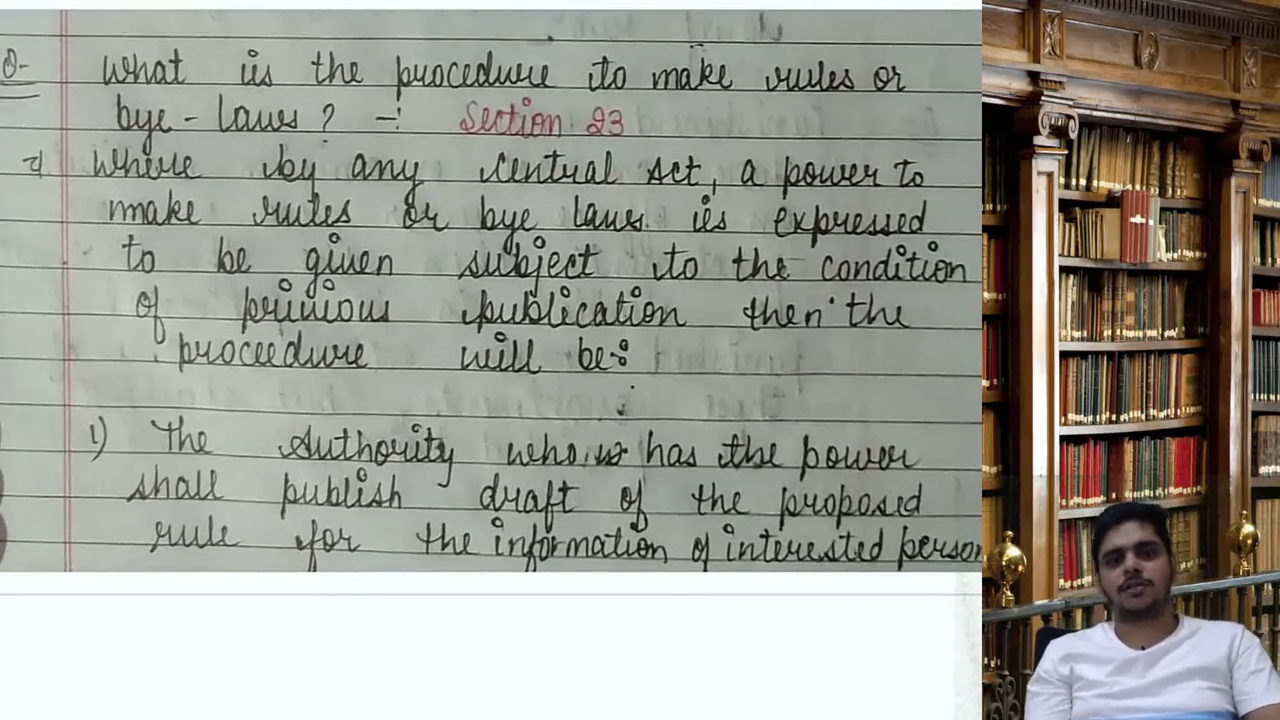 Q- What is the procedure to make rules or
bye-laws? -: Section 23
→ Where by any central Act, a power to
make rules or bye laws is expressed
to be given subject to the condition
of privious publication then the
procedure will be:
1) The Authority who has the power
shall publish draft of the proposed
rule for the information of interested person